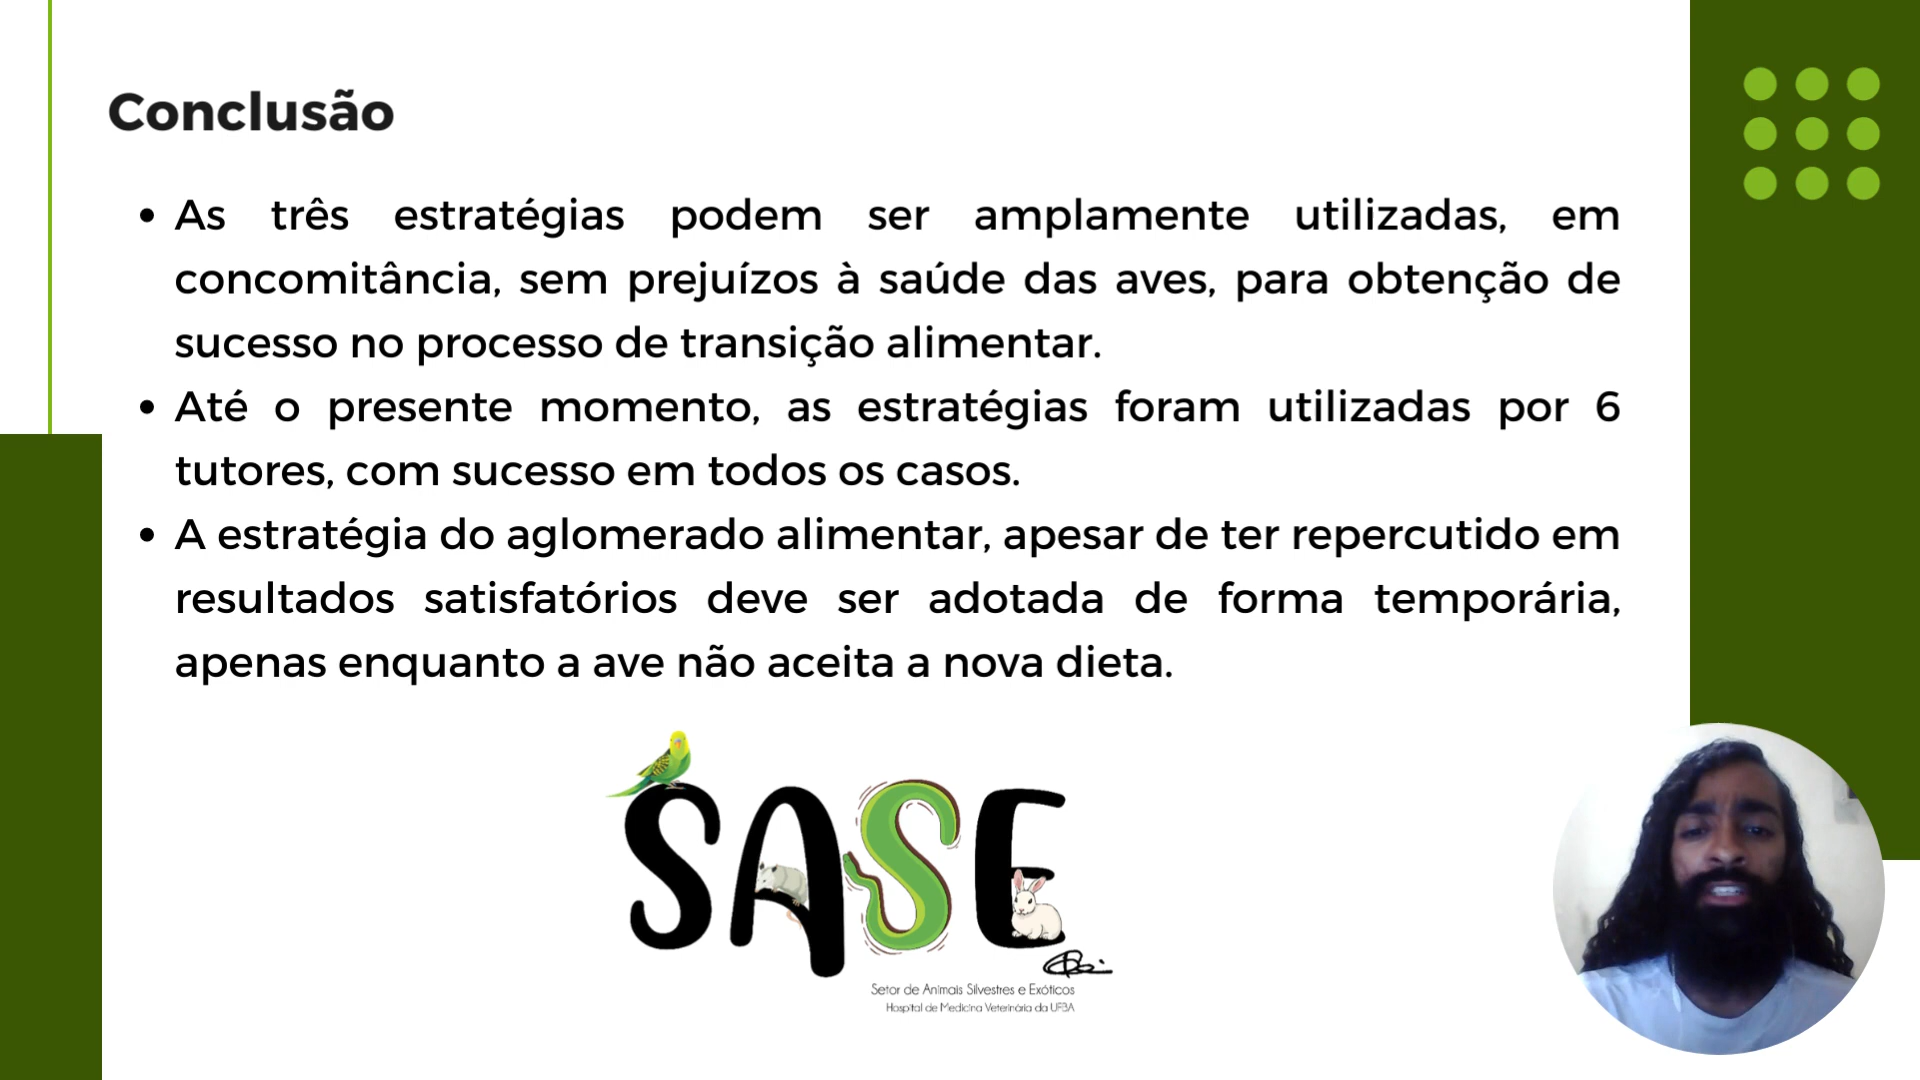 Conclusão
As três estratégias podem ser amplamente utilizadas, em
concomitância, sem prejuízos à saúde das aves, para obtenção de
sucesso no processo de transição alimentar.
Até o presente momento, as estratégias foram utilizadas por 6
tutores, com sucesso em todos os casos.
A estratégia do aglomerado alimentar, apesar de ter repercutido em
resultados satisfatórios deve ser adotada de forma temporária,
apenas enquanto a ave não aceita a nova dieta.
SASE
Setor de Animais Silvestres e Exóticos
Hospital de Medicina Veterinária da UFBA